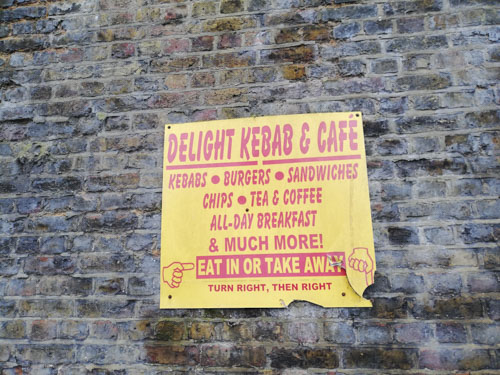 DELIGHT KEBAB & CAFÉ
KEBABS • BURGERS • SANDWICHES
CHIPS • TEA & COFFEE
ALL-DAY BREAKFAST
& MUCH MORE!
EAT IN OR TAKE AWAY
TURN RIGHT, THEN RIGHT